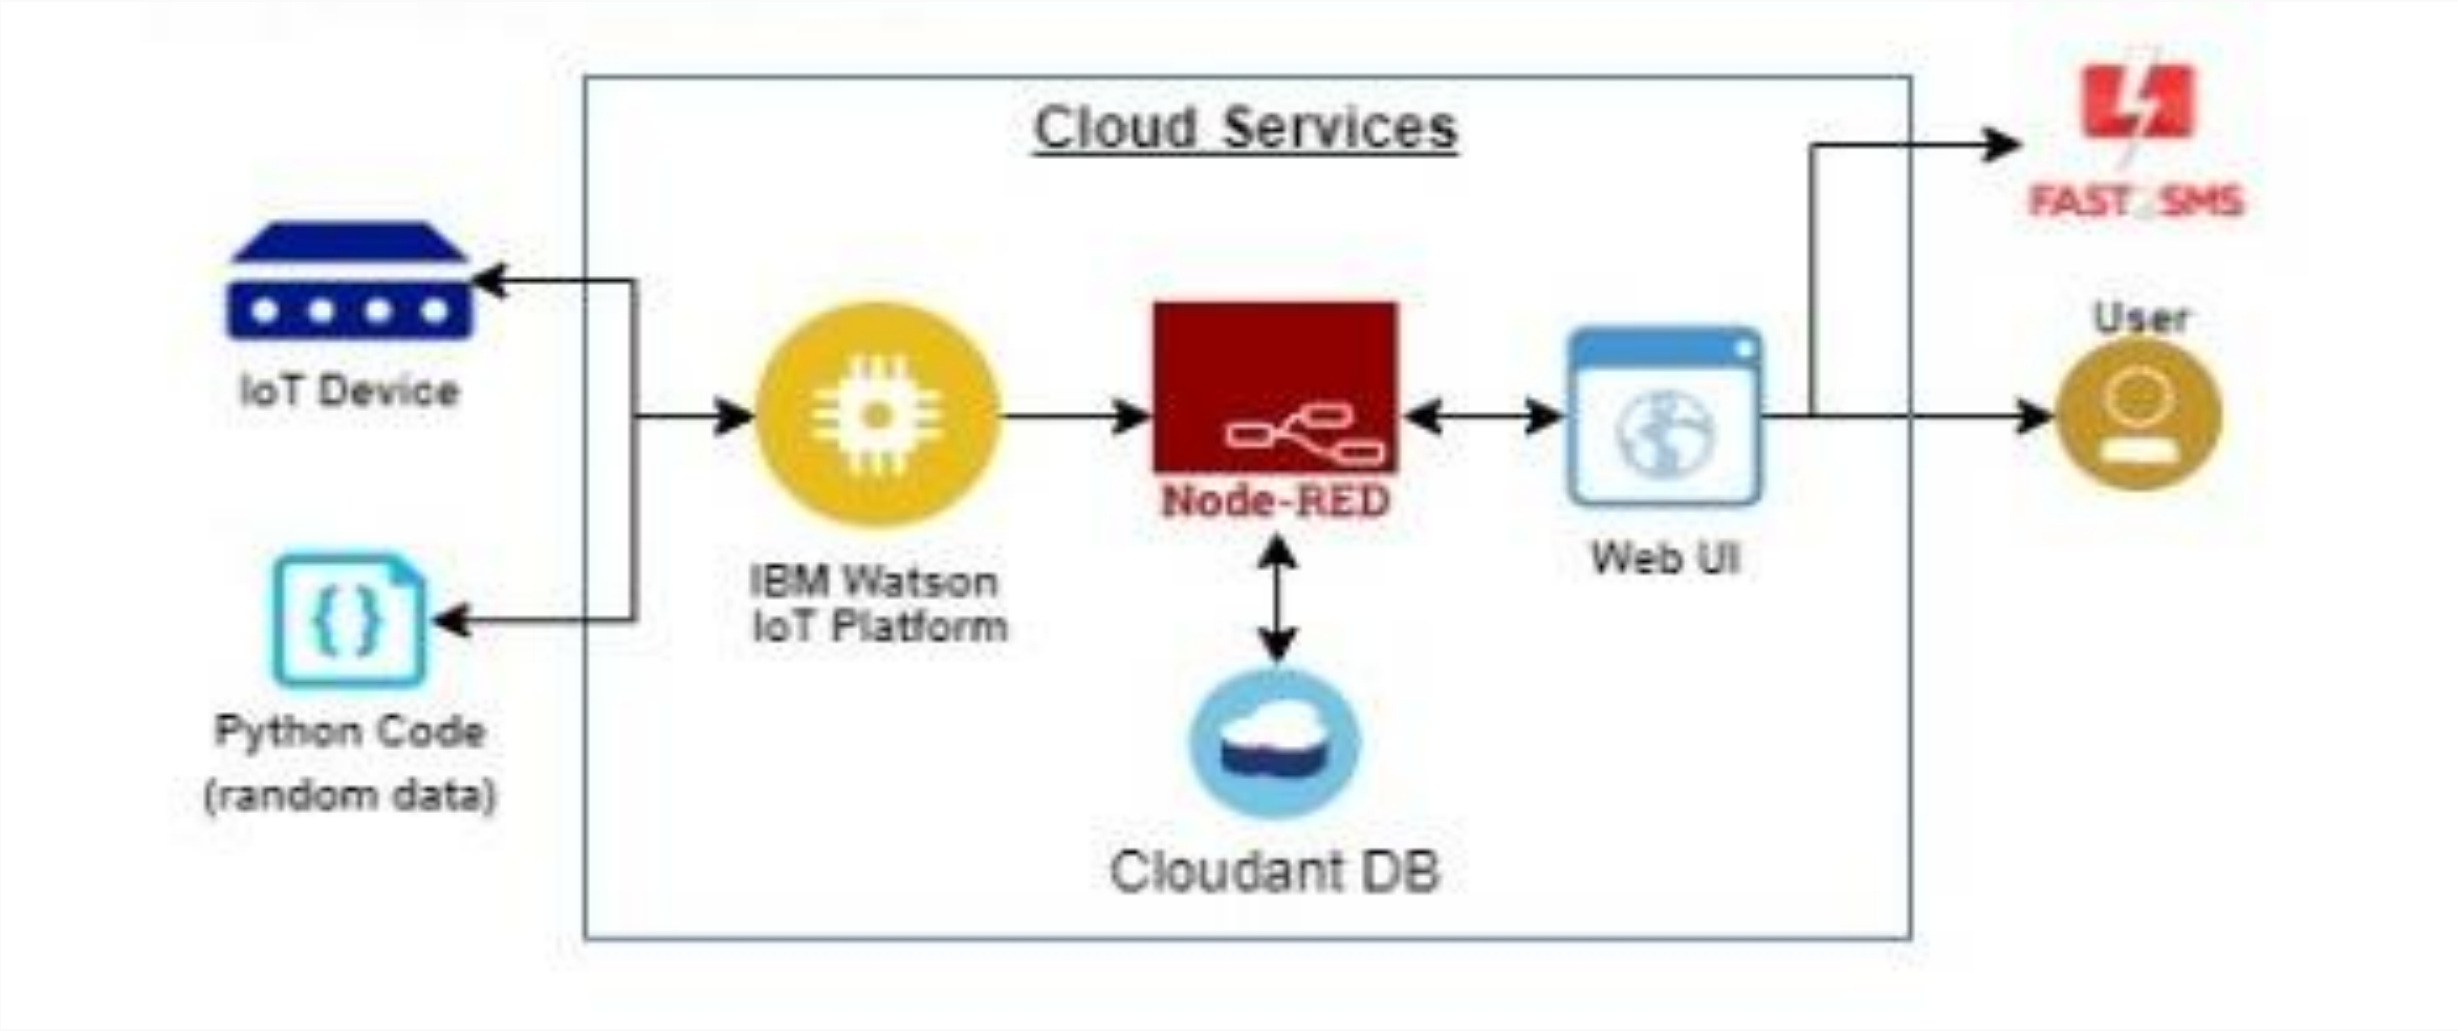 Cloud Services
FAST SMS
User
IoT Device
Node-RED
Web UI
IBM Watson
IoT Platform
Python Code
(random data)
Cloudant DB